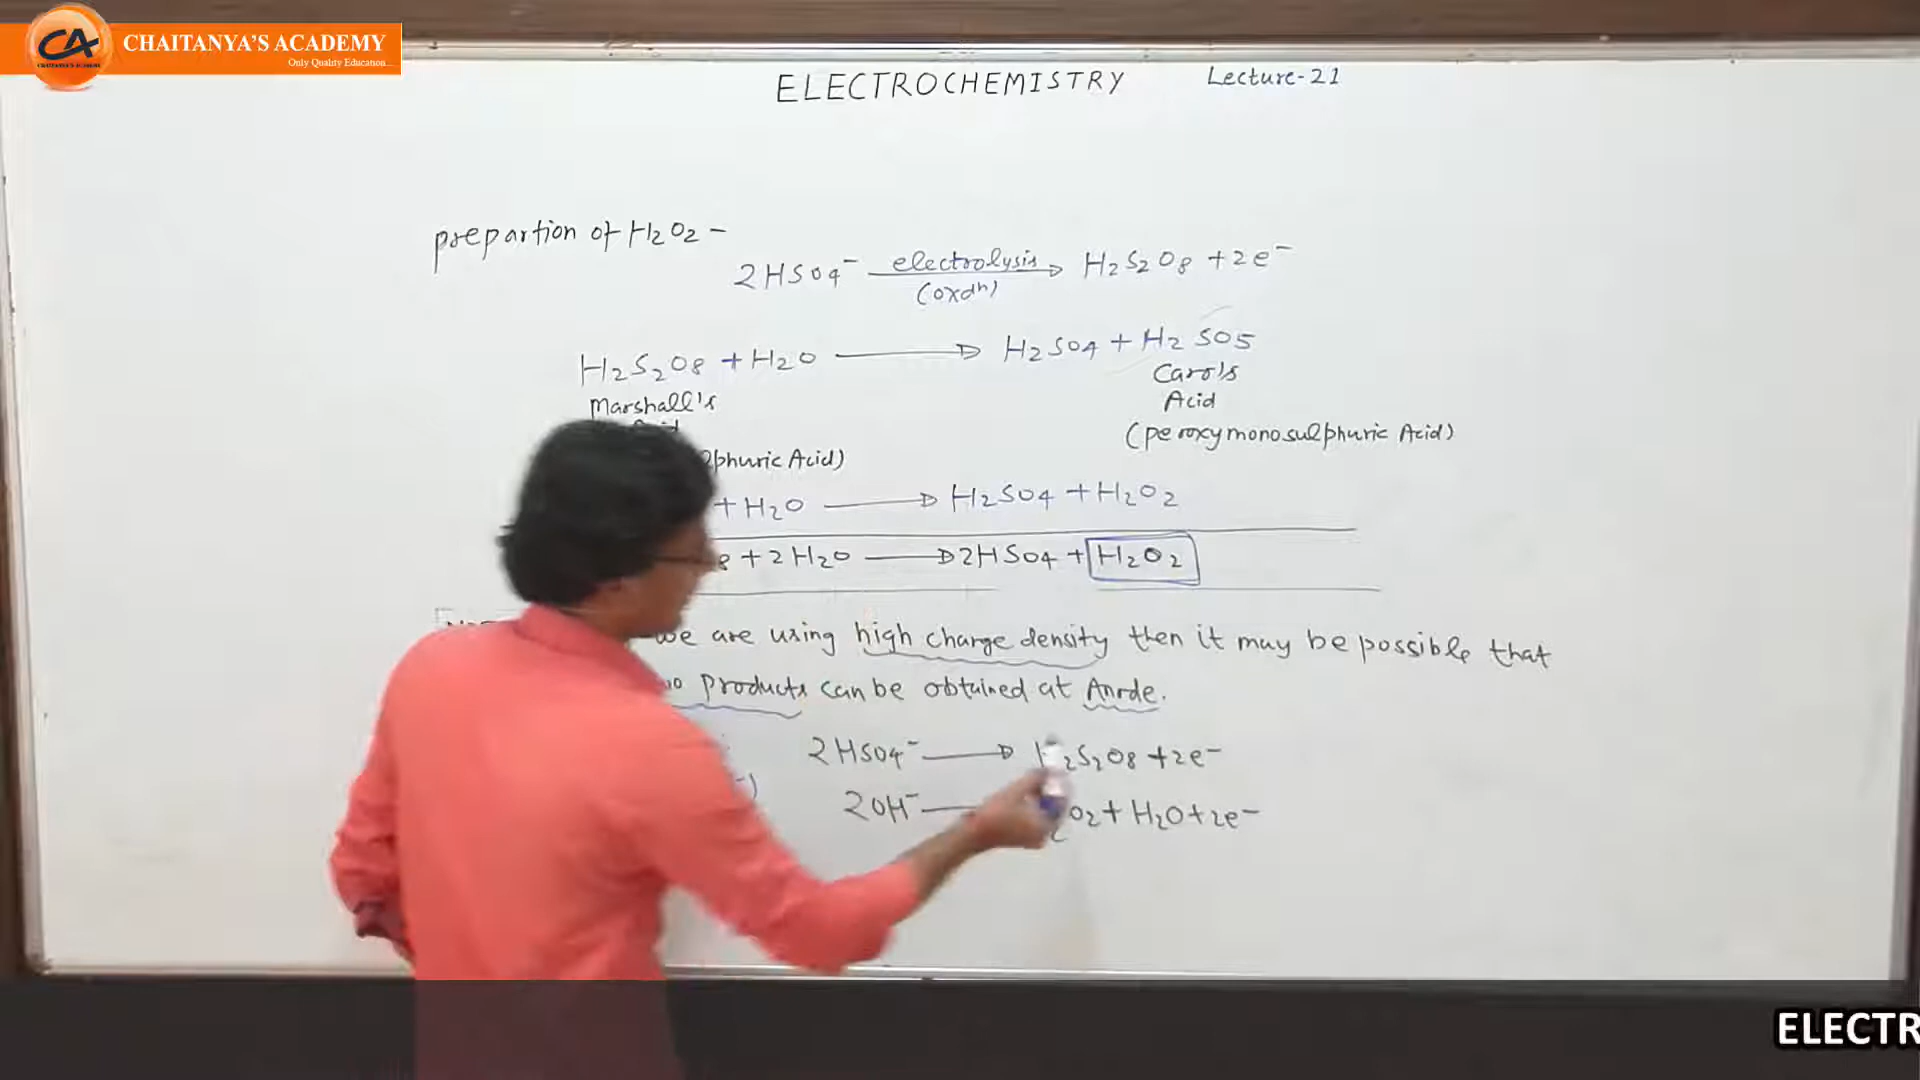 CHAITANYA'S ACADEMY
Only Quality Education...
ELECTROCHEMISTRY Lecture-21
prepartion of H2O2 -
2HSO4⁻ electrolysis (oxdⁿ) → H2S2O8 + 2e⁻
H2S2O8 + H2O → H2SO4 + H2SO5
Marshall's Caro's
Acid
(peroxymonosulphuric Acid)
phuric Acid)
+ H2O → H2SO4 + H2O2
8 + 2H2O → 2HSO4 + H2O2
we are using high charge density then it may be possible that
Products can be obtained at Anode.
2HSO4⁻ → H2S2O8 + 2e⁻
2OH⁻ → O2 + H2O + 2e⁻
ELECTR